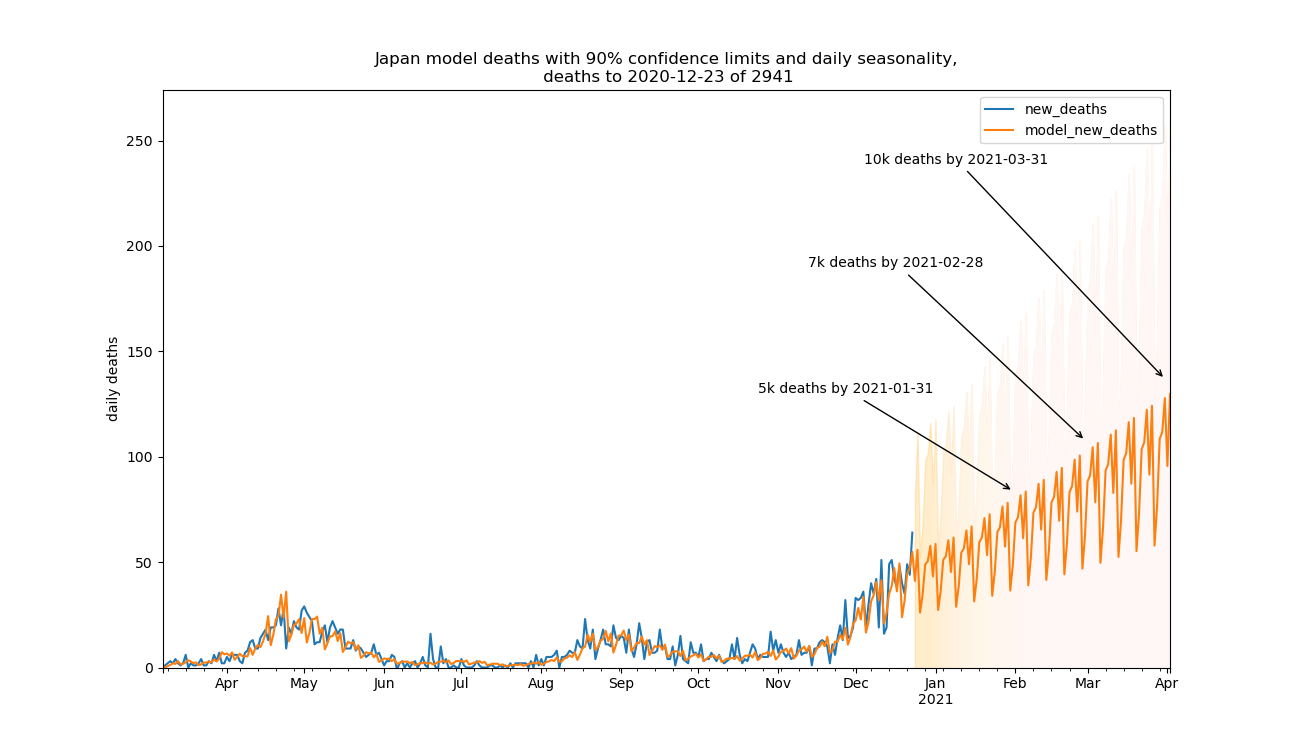 Japan model deaths with 90% confidence limits and daily seasonality,
deaths to 2020-12-23 of 2941
new_deaths
model_new_deaths
10k deaths by 2021-03-31
7k deaths by 2021-02-28
5k deaths by 2021-01-31
daily deaths
250
200
150
100
50
0
Apr May Jun Jul Aug Sep Oct Nov Dec Jan Feb Mar Apr
2021